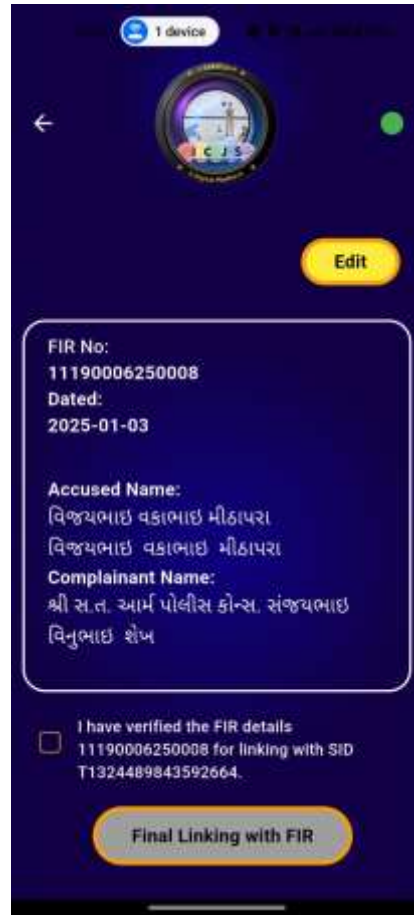 1 device
I C J S
Edit
FIR No:
11190006250008
Dated:
2025-01-03
Accused Name:
વિજયભાઇ વકાભાઇ મીઠાપરા
વિજયભાઇ વકાભાઇ મીઠાપરા
Complainant Name:
શ્રી સ.ત. આર્મ પોલીસ કોન્સ. સંજયભાઇ
વિનુભાઇ શેખ
I have verified the FIR details
11190006250008 for linking with SID
T1324489843592664.
Final Linking with FIR